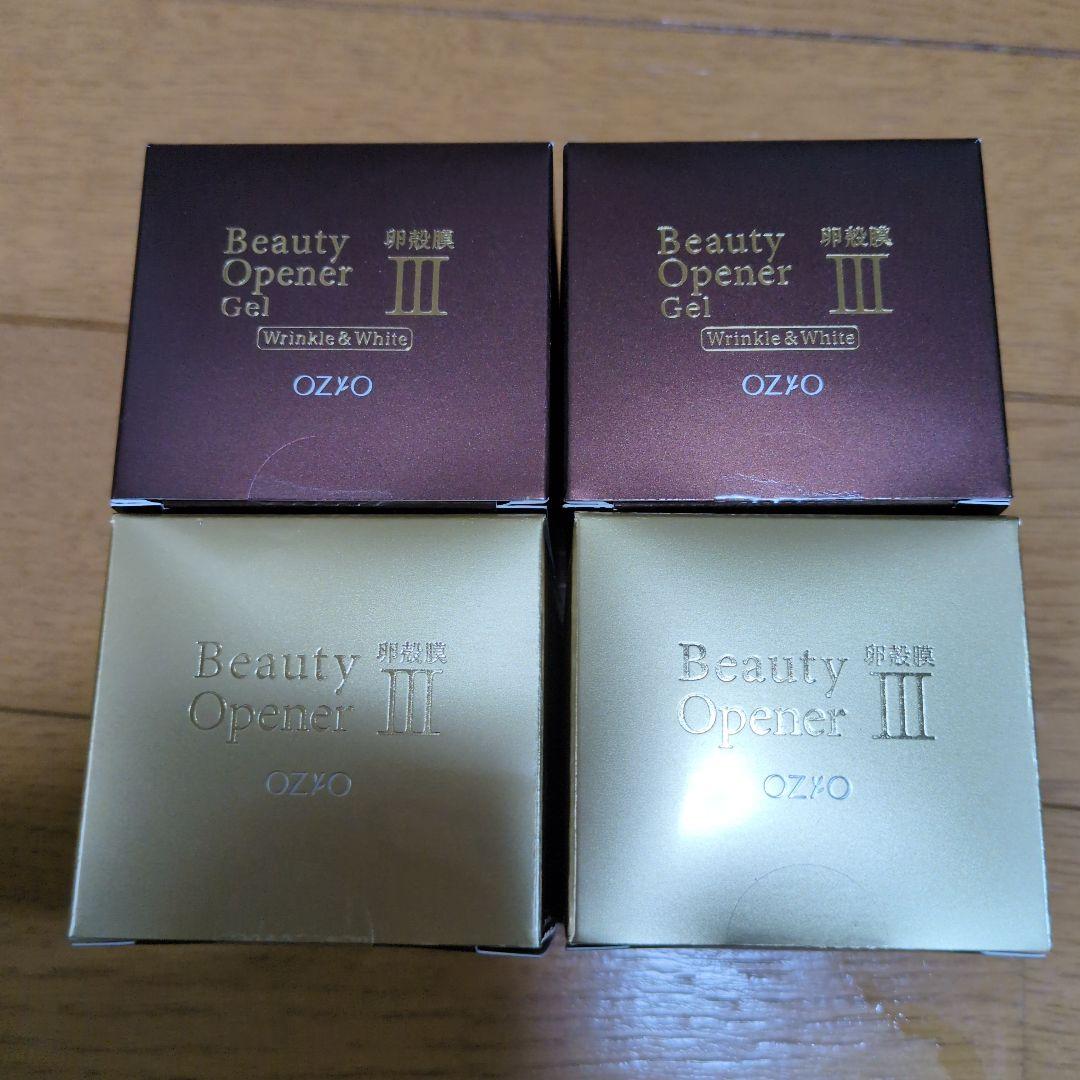 Beauty 卵殻膜
Opener III
Gel
Wrinkle & White
OZIO
Beauty 卵殻膜
Opener III
Gel
Wrinkle & White
OZIO
Beauty 卵殻膜
Opener III
OZIO
Beauty 卵殻膜
Opener III
OZIO